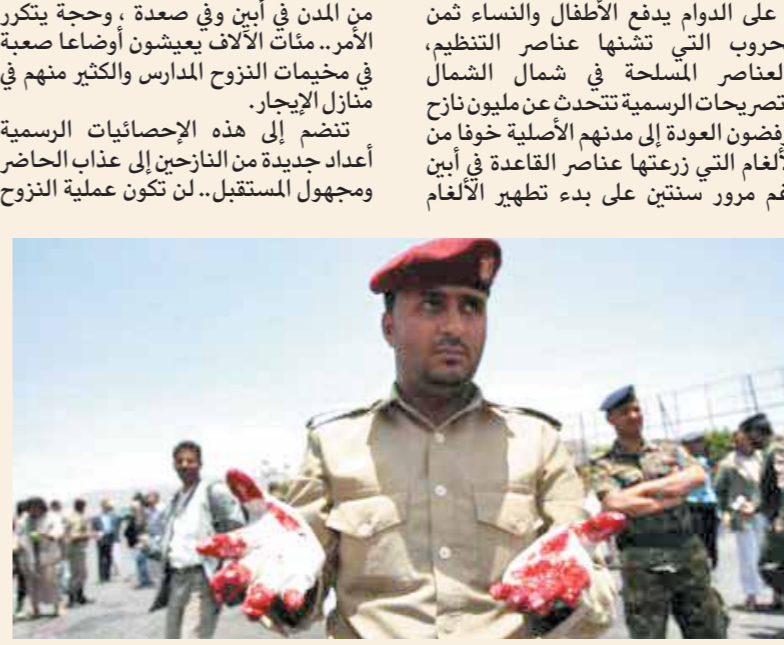 على الدوام يدفع الأطفال والنساء ثمن
حروب التي تشنها عناصر التنظيم،
لعناصر المسلحة في شمال الشمال
تصريحات الرسمية تتحدث عن مليون نازح
فضون العودة إلى مدنهم الأصلية خوفا من
لألغام التي زرعتها عناصر القاعدة في أبين
غم مرور سنتين على بدء تطهير الألغام
من المدن في أبين وفي صعدة ، وحجة يتكرر
الأمر.. مئات الآلاف يعيشون أوضاعا صعبة
في مخيمات النزوح المدارس والكثير منهم في
منازل الإيجار.
تنضم إلى هذه الإحصائيات الرسمية
أعداد جديدة من النازحين إلى عذاب الحاضر
ومجهول المستقبل.. لن تكون عملية النزوح